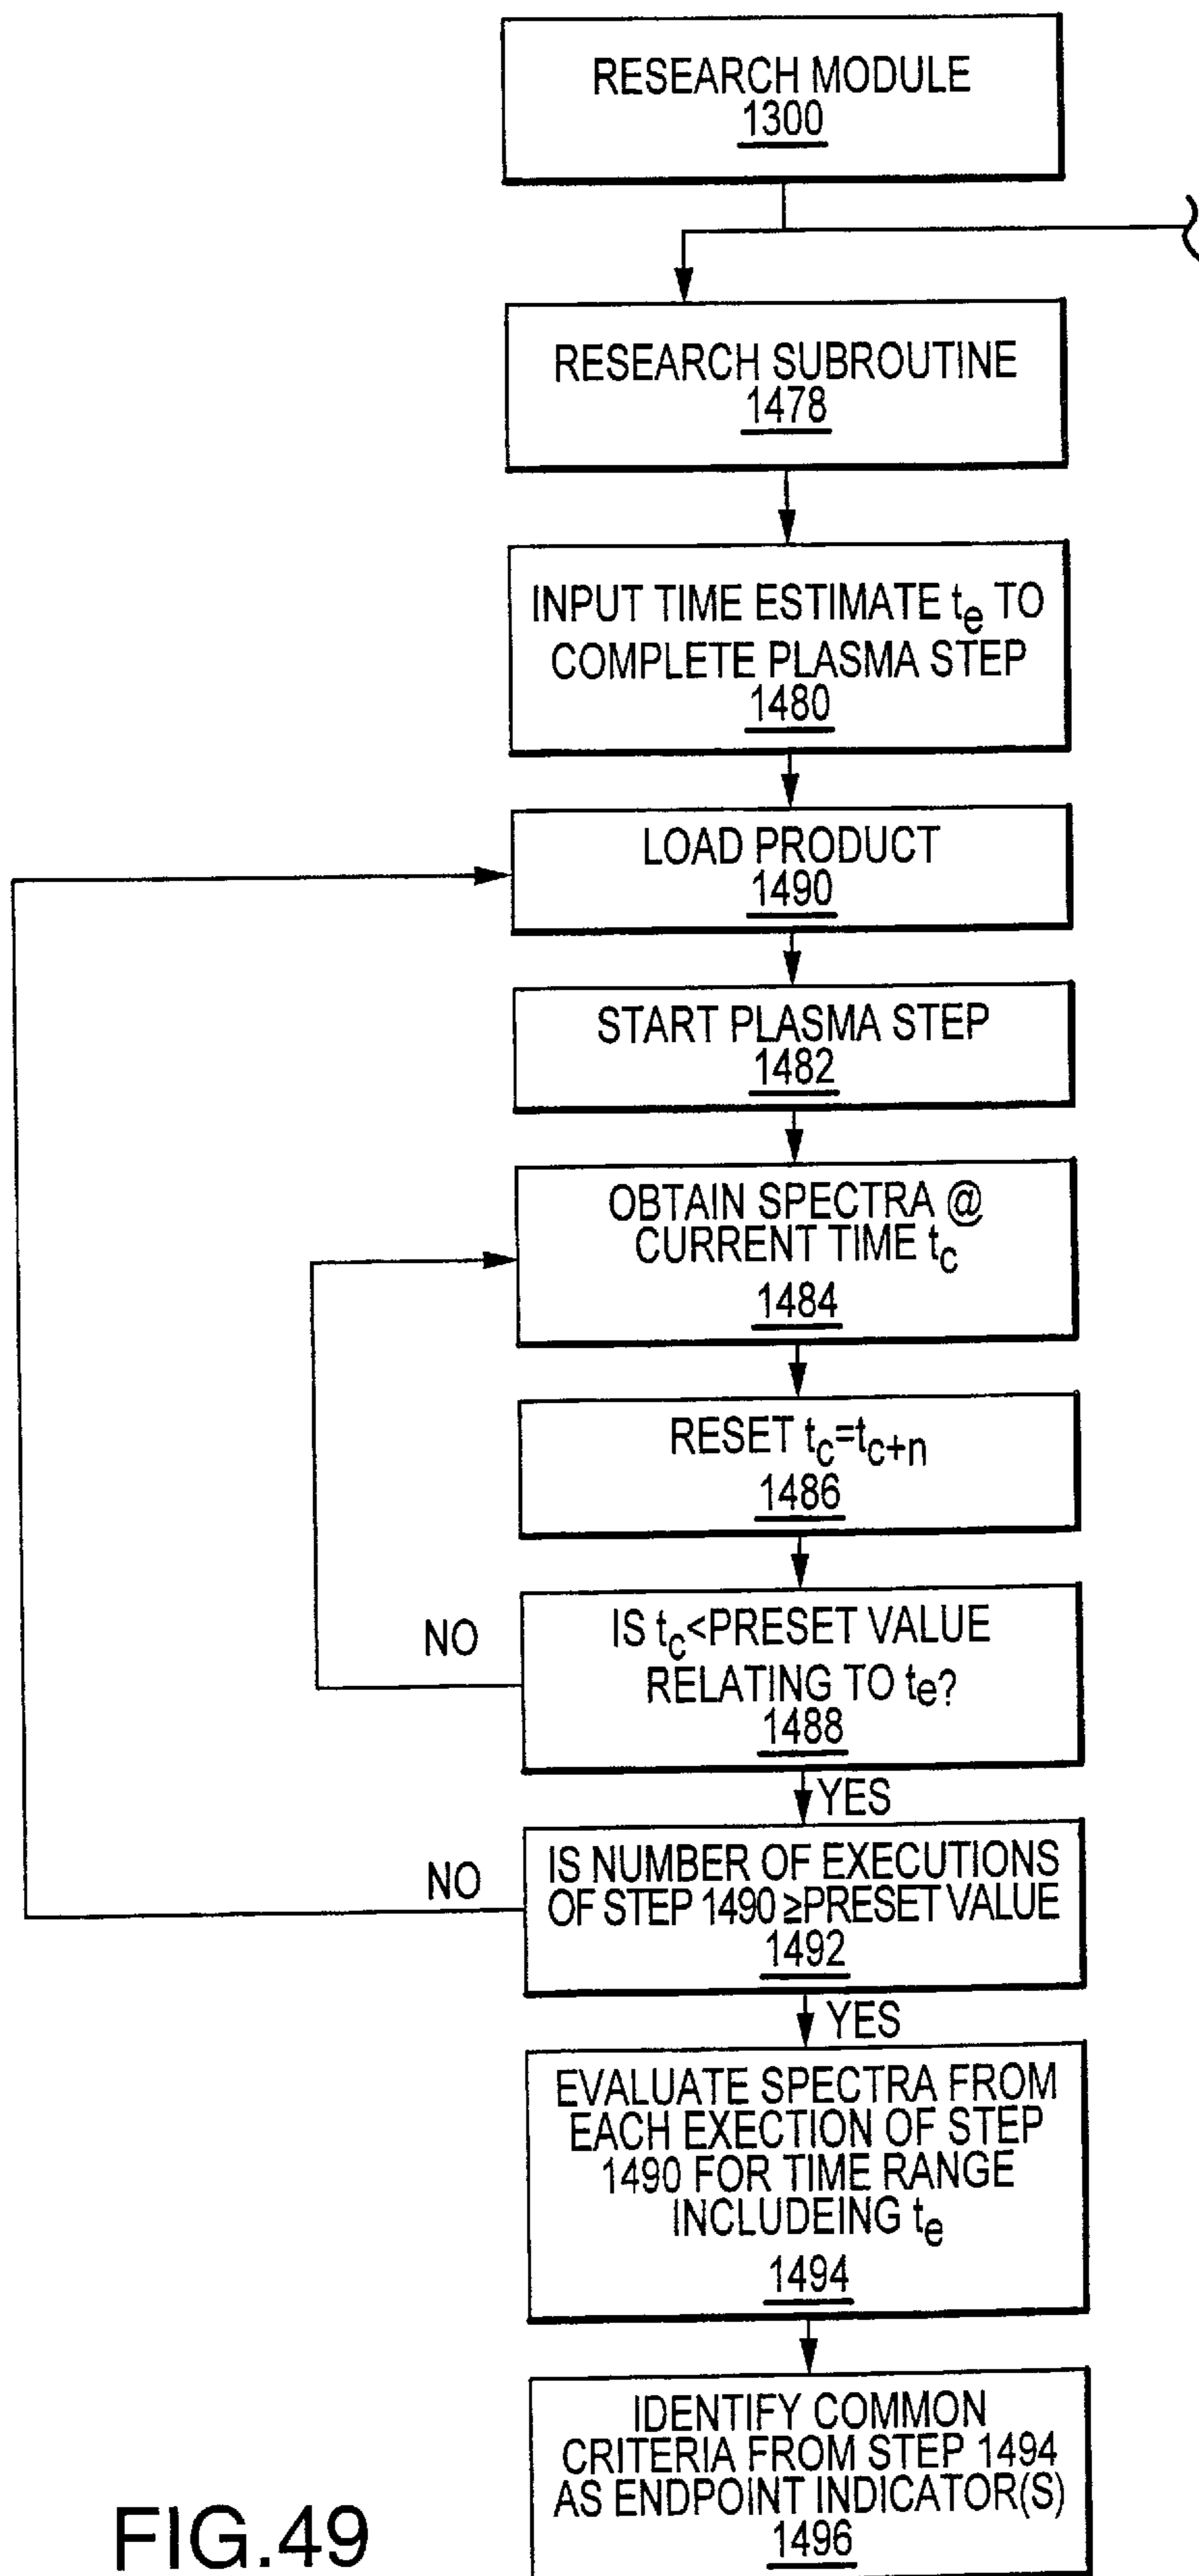 RESEARCH MODULE
1300
RESEARCH SUBROUTINE
1478
INPUT TIME ESTIMATE te TO
COMPLETE PLASMA STEP
1480
LOAD PRODUCT
1490
START PLASMA STEP
1482
OBTAIN SPECTRA @
CURRENT TIME tc
1484
RESET tc=tc+n
1486
NO
IS tc<PRESET VALUE
RELATING TO te?
1488
YES
NO
IS NUMBER OF EXECUTIONS
OF STEP 1490 ≥PRESET VALUE
1492
YES
EVALUATE SPECTRA FROM
EACH EXECTION OF STEP
1490 FOR TIME RANGE
INCLUDEING te
1494
IDENTIFY COMMON
CRITERIA FROM STEP 1494
AS ENDPOINT INDICATOR(S)
1496
FIG.49